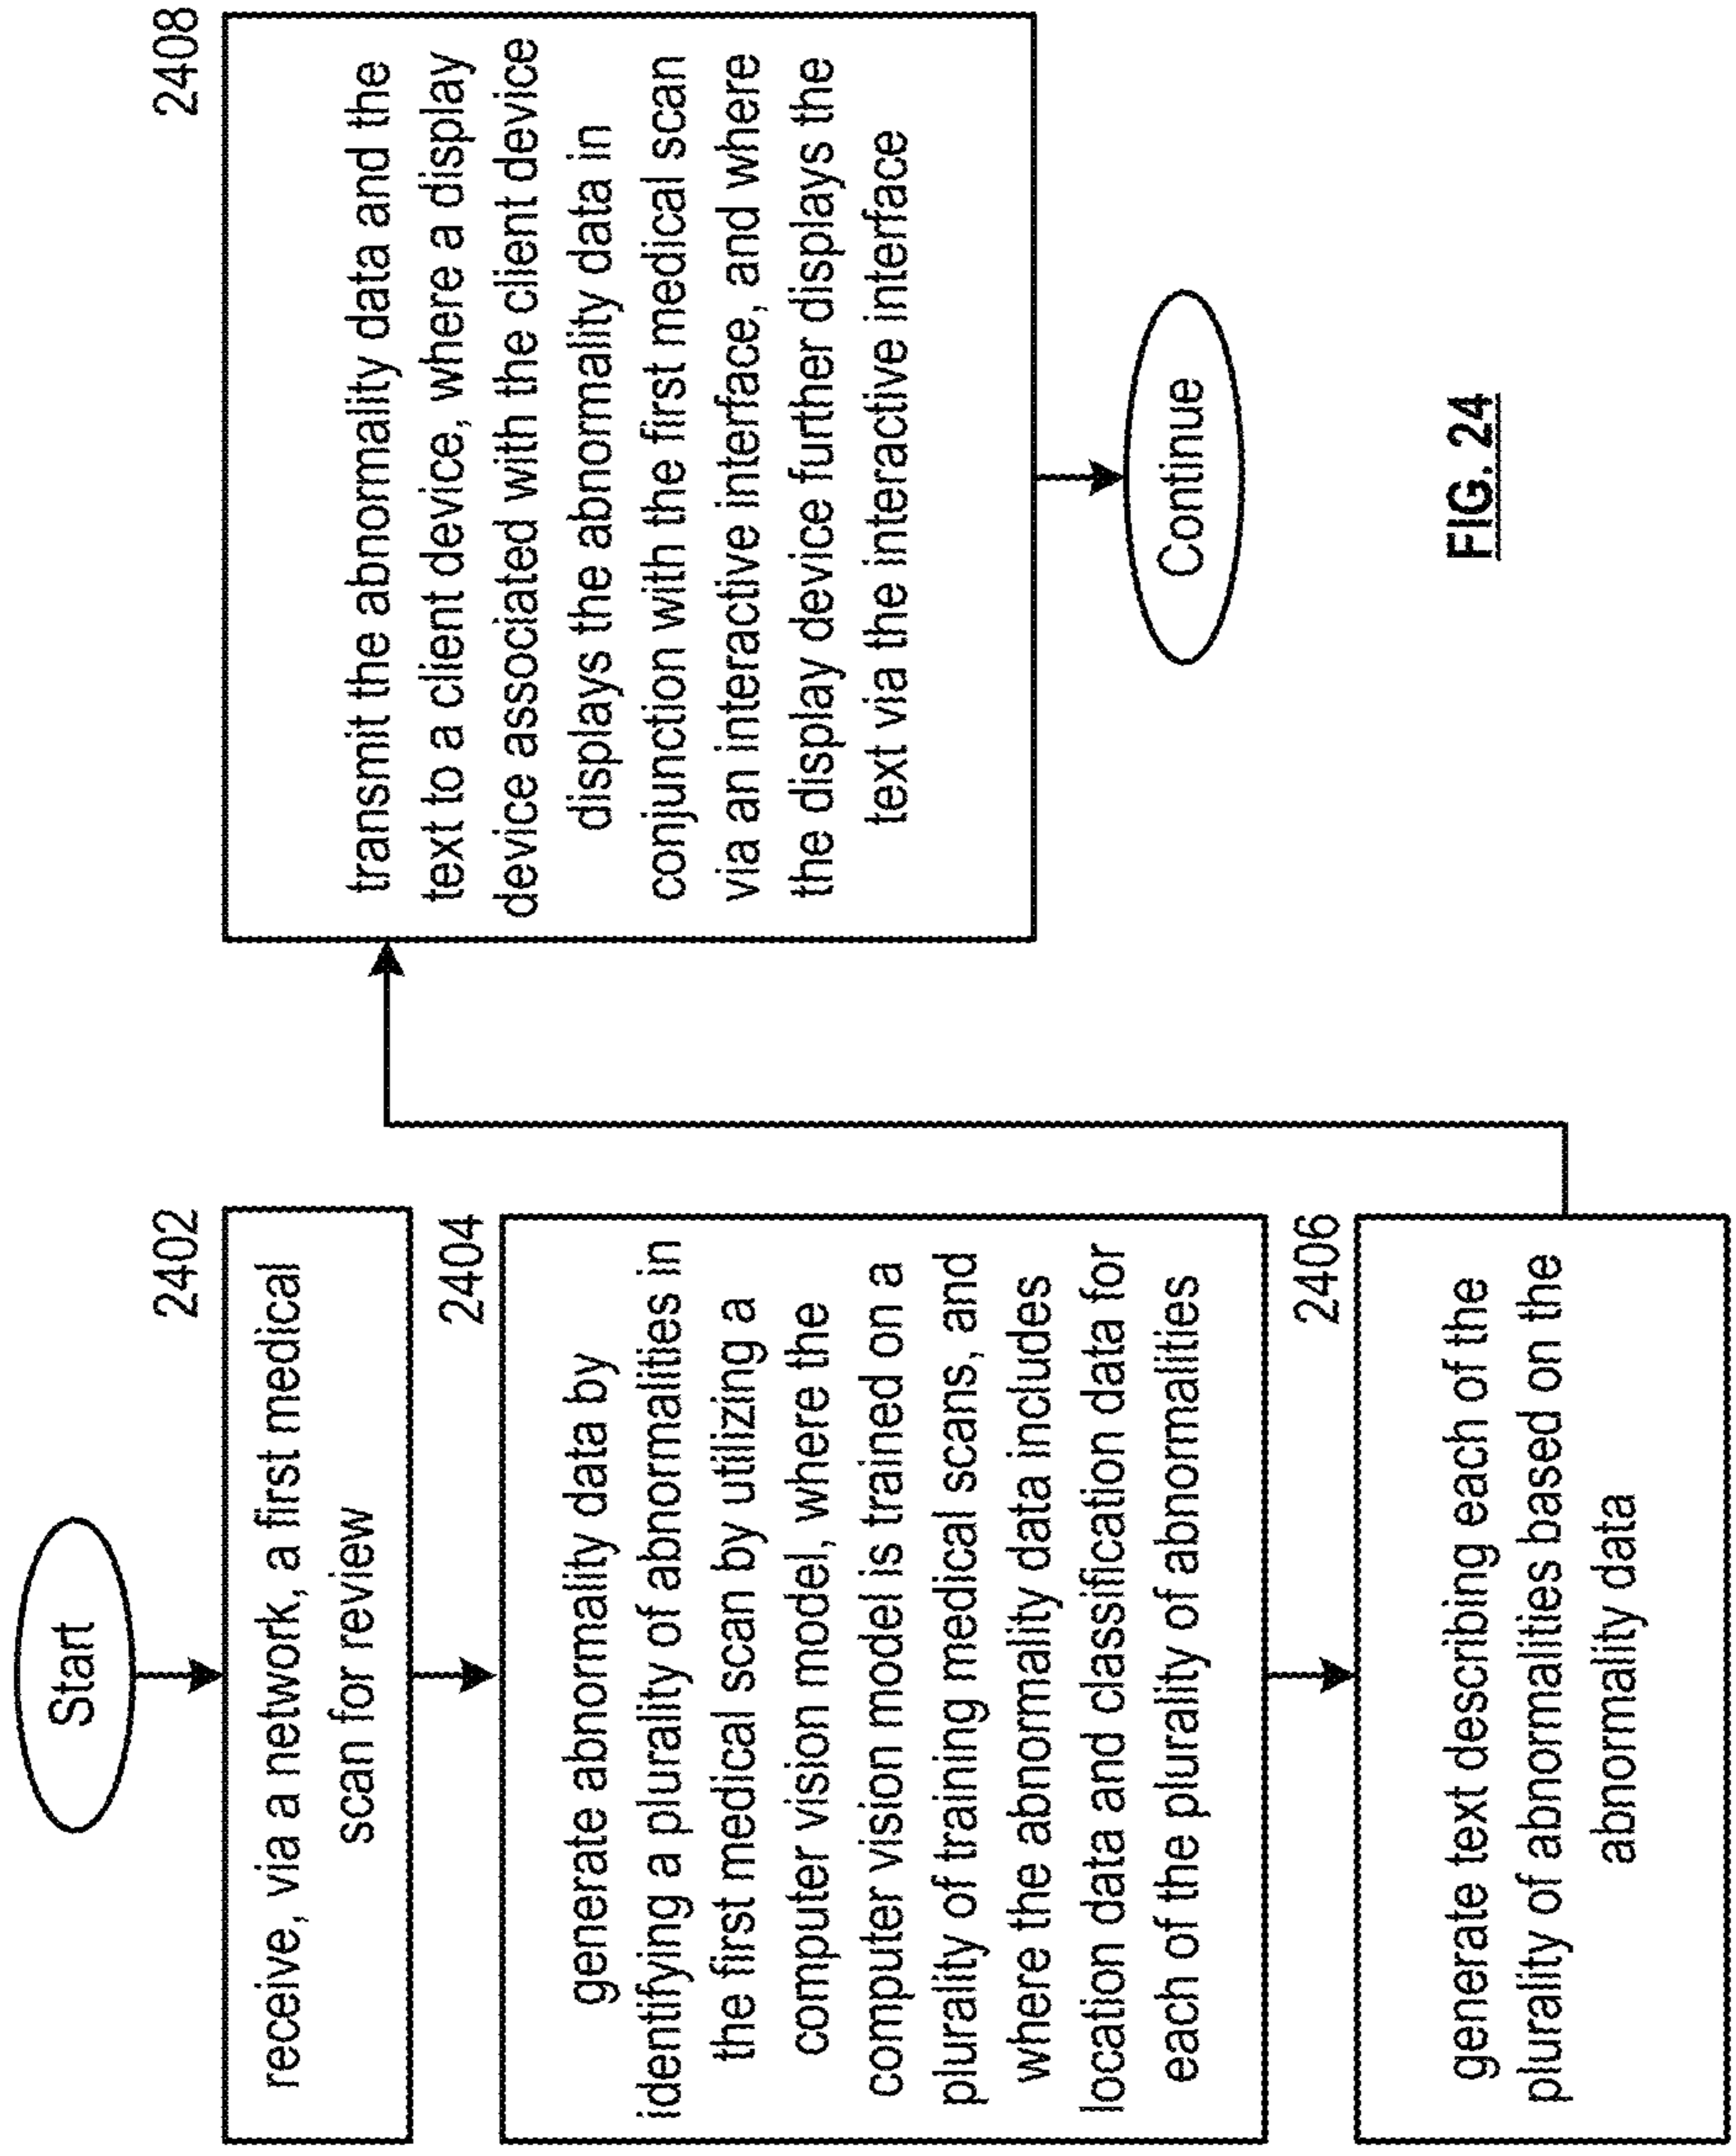 Start
2402
receive, via a network, a first medical
scan for review
2404
generate abnormality data by
identifying a plurality of abnormalities in
the first medical scan by utilizing a
computer vision model, where the
computer vision model is trained on a
plurality of training medical scans, and
where the abnormality data includes
location data and classification data for
each of the plurality of abnormalities
2406
generate text describing each of the
plurality of abnormalities based on the
abnormality data
2408
transmit the abnormality data and the
text to a client device, where a display
device associated with the client device
displays the abnormality data in
conjunction with the first medical scan
via an interactive interface, and where
the display device further displays the
text via the interactive interface
Continue
FIG. 24